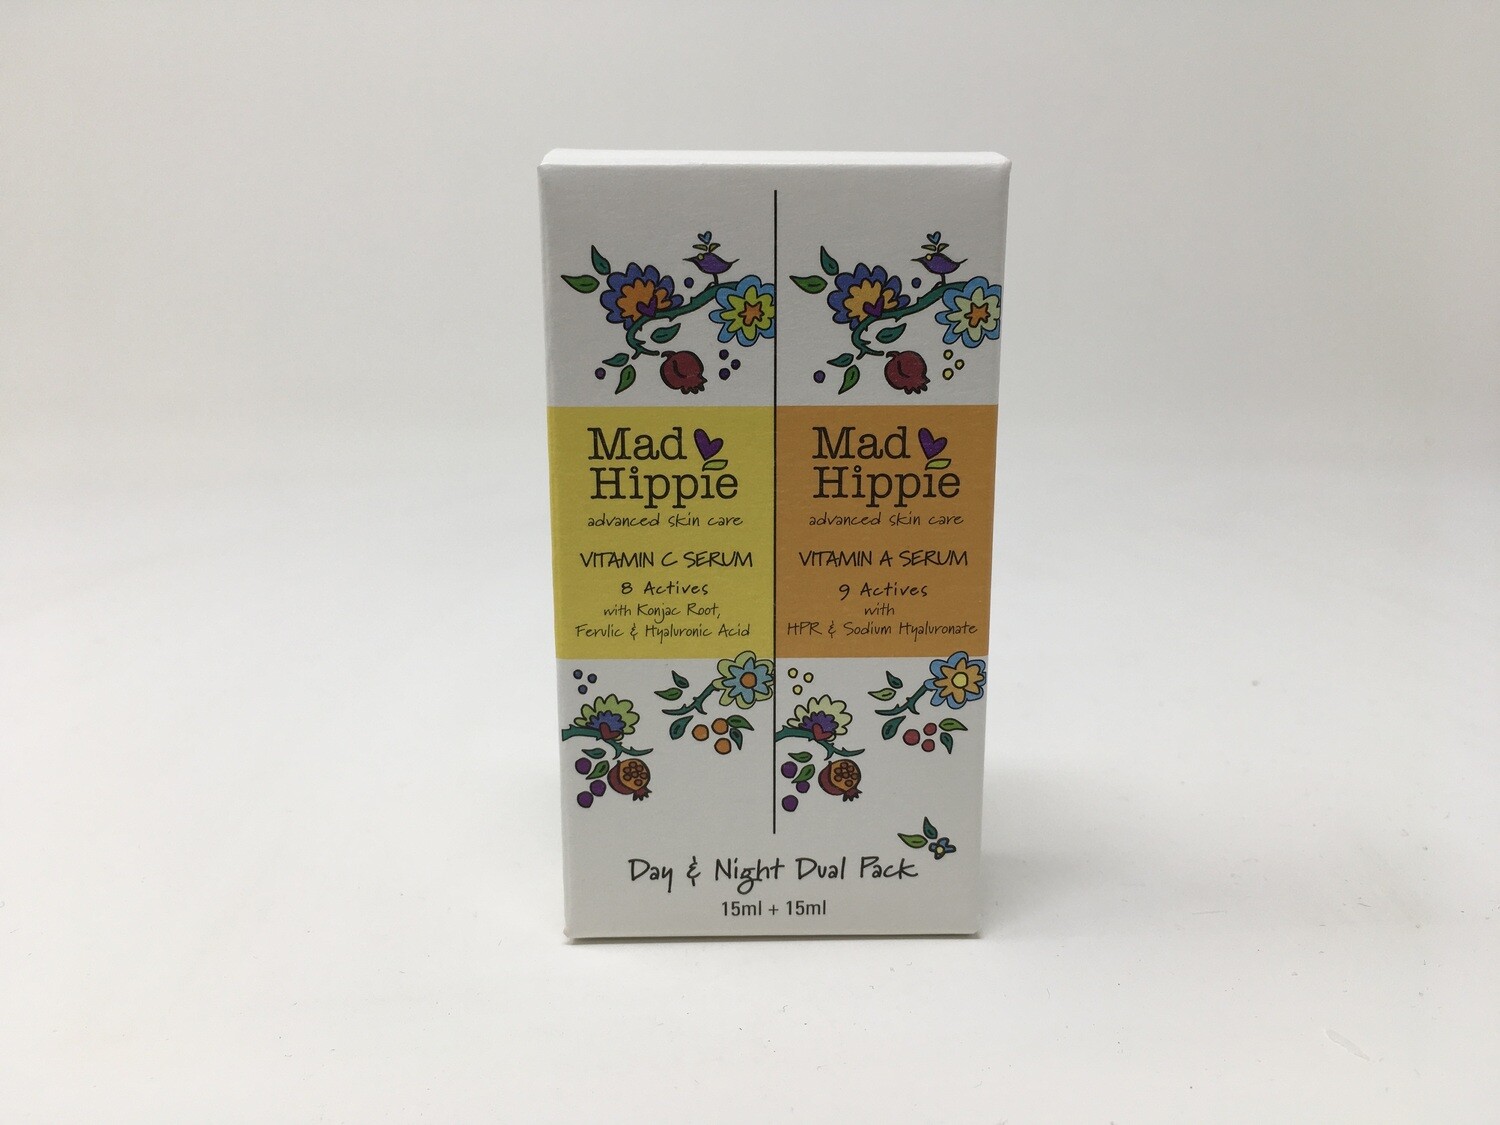 Mad
Hippie
advanced skin care
VITAMIN C SERUM
8 Actives
with Konjac Root,
Ferulic & Hyaluronic Acid
Mad
Hippie
advanced skin care
VITAMIN A SERUM
9 Actives
with
HPR & Sodium Hyaluronate
Day & Night Dual Pack
15ml + 15ml